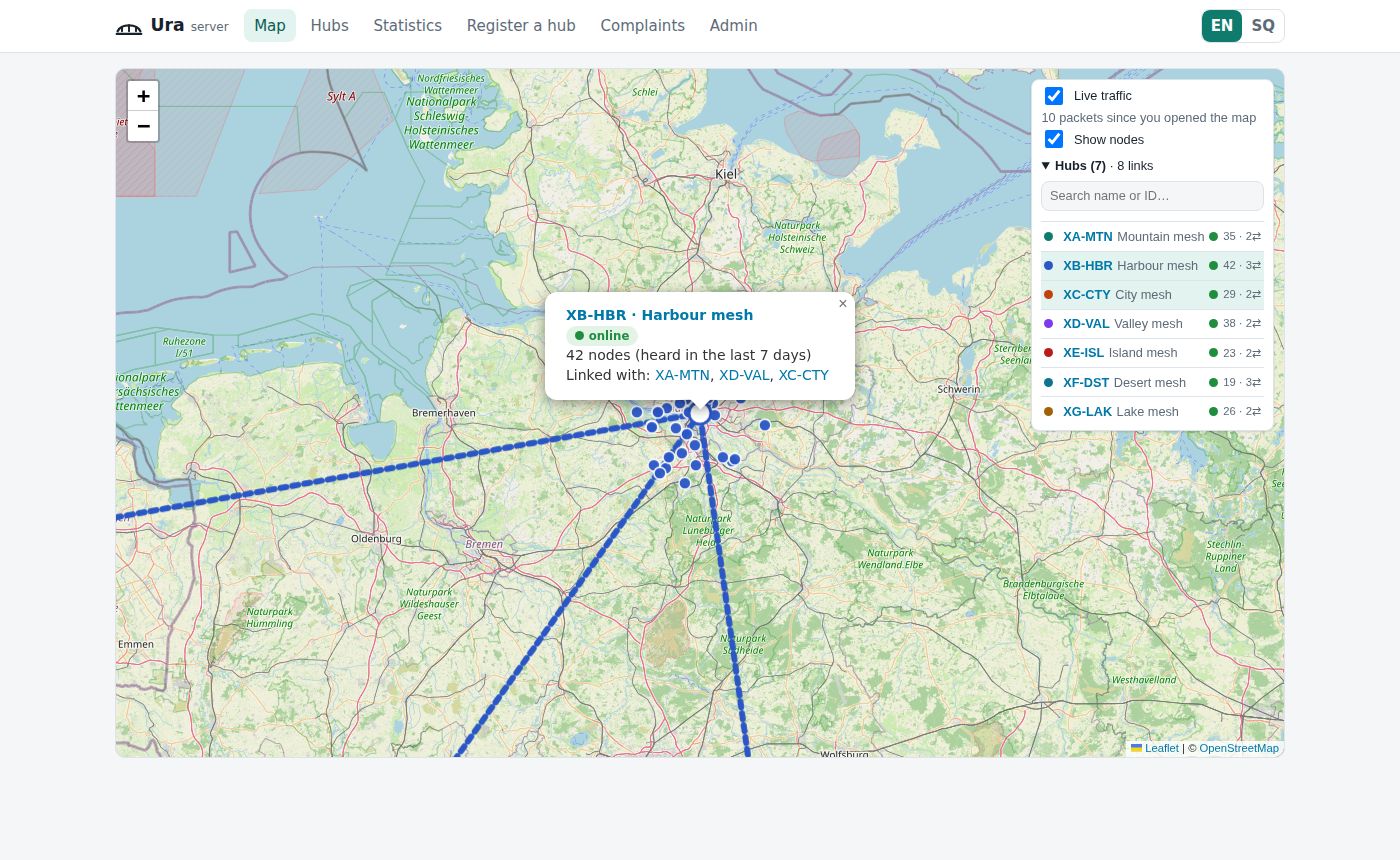 Ura server
Map
Hubs
Statistics
Register a hub
Complaints
Admin
EN
SQ
+
−
Live traffic
10 packets since you opened the map
Show nodes
▼ Hubs (7) · 8 links
Search name or ID…
XA-MTN Mountain mesh 35 · 2⇄
XB-HBR Harbour mesh 42 · 3⇄
XC-CTY City mesh 29 · 2⇄
XD-VAL Valley mesh 38 · 2⇄
XE-ISL Island mesh 23 · 2⇄
XF-DST Desert mesh 19 · 3⇄
XG-LAK Lake mesh 26 · 2⇄
XB-HBR · Harbour mesh
×
online
42 nodes (heard in the last 7 days)
Linked with: XA-MTN, XD-VAL, XC-CTY
Sylt A
Nordfriesisches
Wattenmeer
Nationalpark
Schleswig-
Holsteinisches
Wattenmeer
Schlei
Kiel
Naturpark
Holsteinische
Schweiz
Ruhezone
I/51
Bremerhaven
Schwerin
Oldenburg
Bremen
Naturpark
Lüneburger
Heide
Naturpark
Wendland.Elbe
Stechlin-
Ruppiner
Land
Brandenburgische
Elbtalaue
Naturpark
Wildeshauser
Geest
Naturpark
Hümmling
Emmen
Naturpark
Südheide
Westhavelland
Wolfsburg
Leaflet | © OpenStreetMap